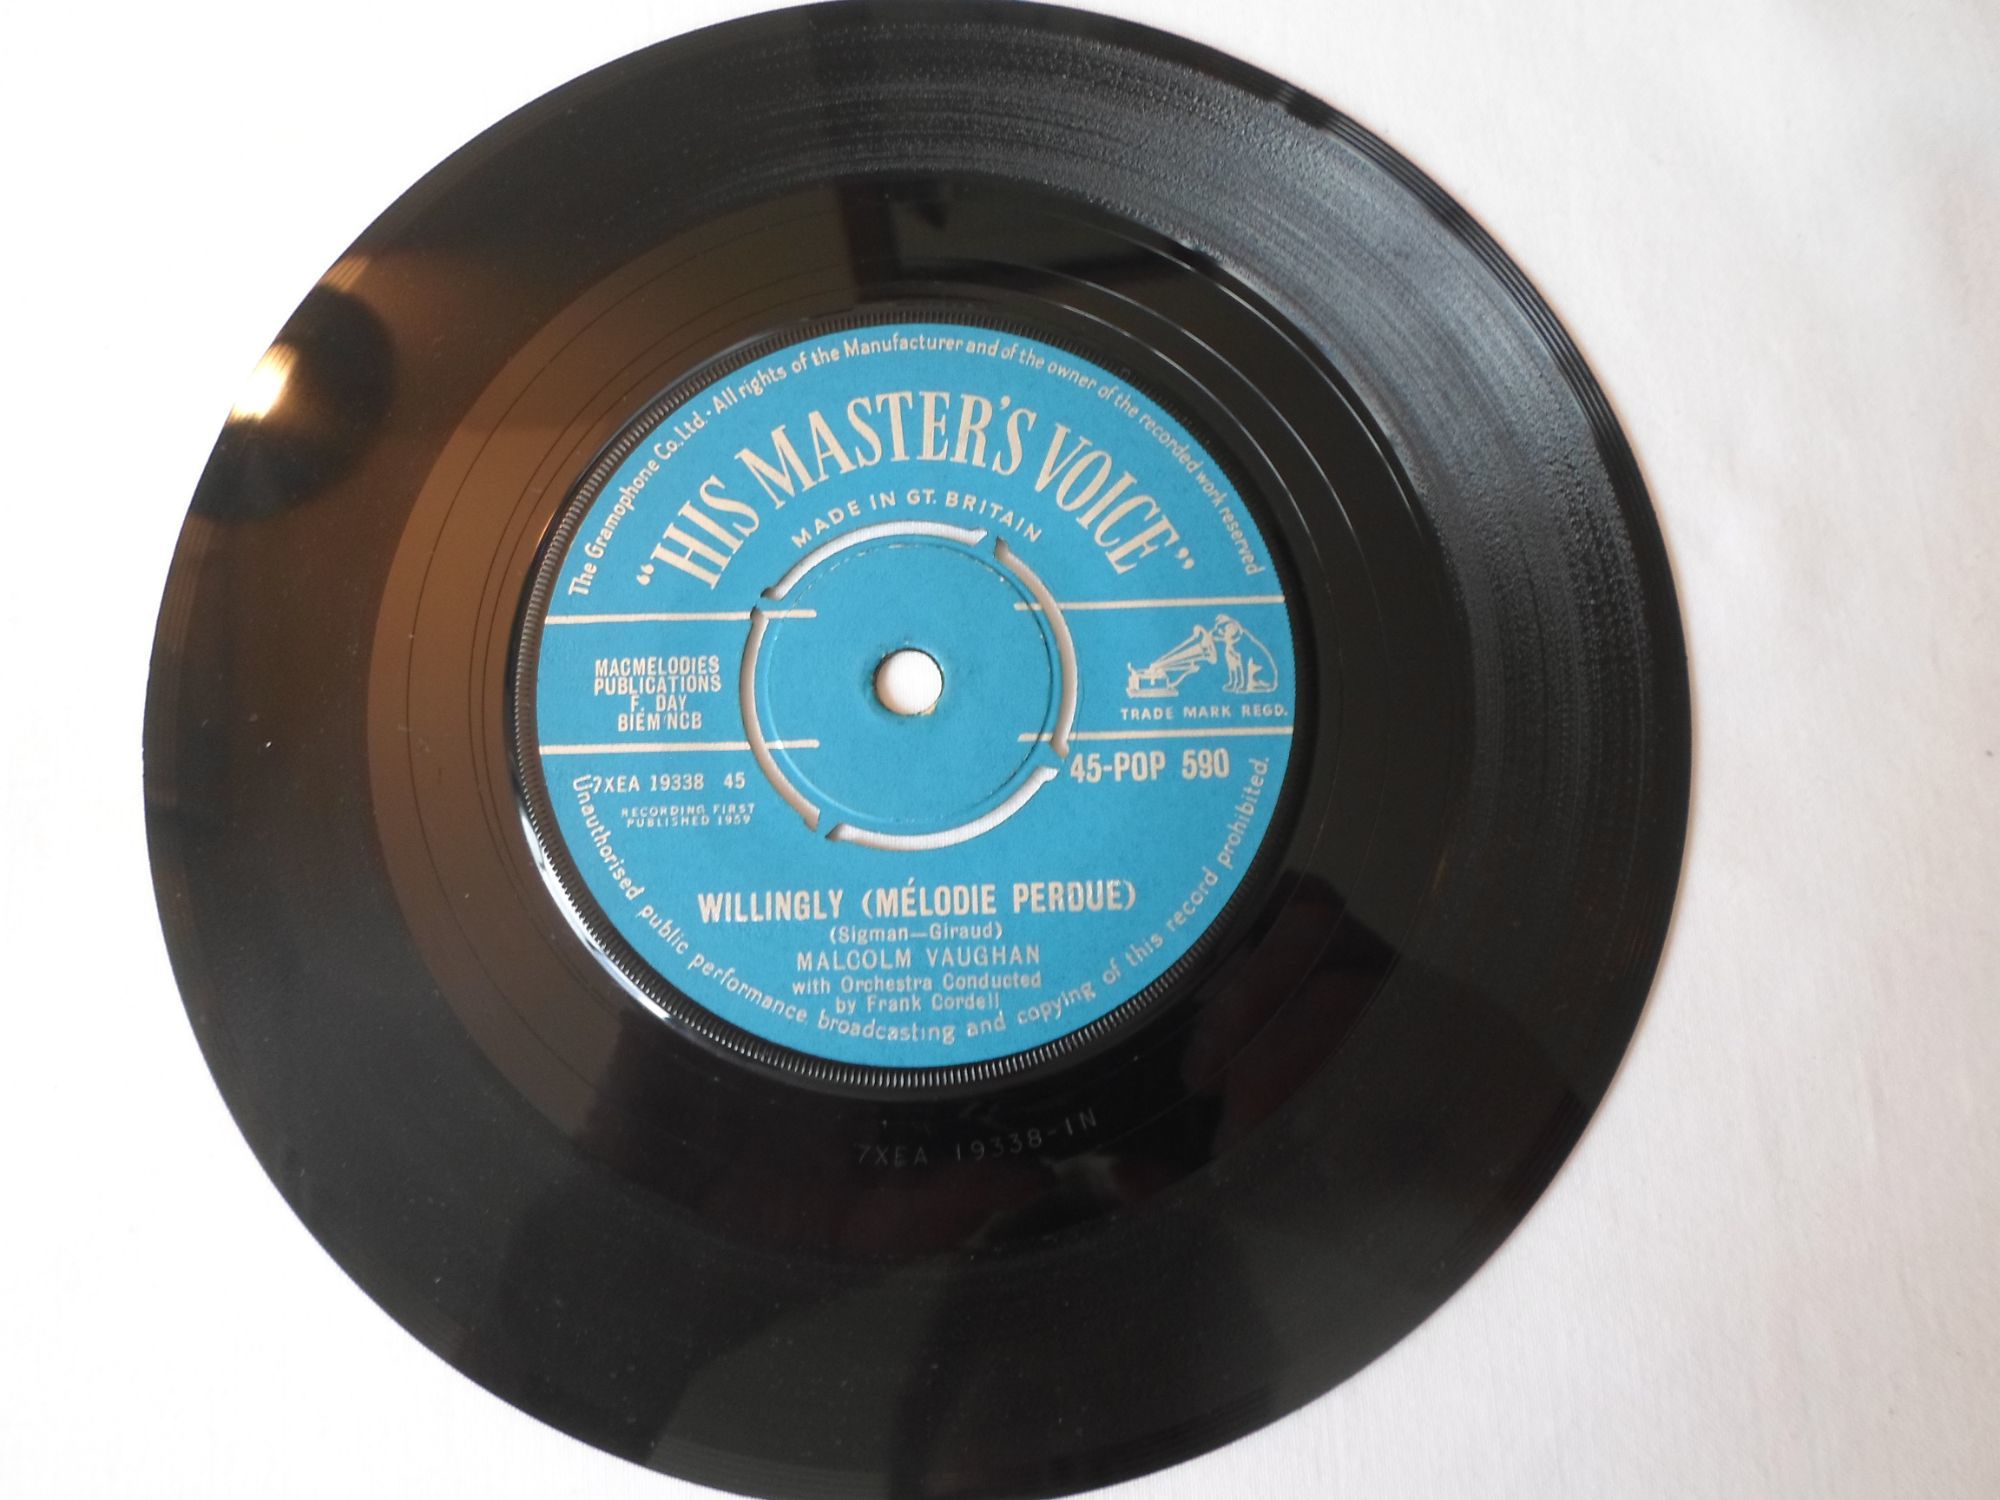 The Gramophone Co. Ltd. · All rights of the Manufacturer and of the owner of the recorded work reserved
"HIS MASTER'S VOICE"
MADE IN GT. BRITAIN
MACMELODIES
PUBLICATIONS
F. DAY
BIEM/NCB
TRADE MARK REGD.
7XEA 19338 45
45-POP 590
RECORDING FIRST
PUBLISHED 1959
WILLINGLY (MÉLODIE PERDUE)
(Sigman—Giraud)
MALCOLM VAUGHAN
with Orchestra Conducted
by Frank Cordell
Unauthorised public performance, broadcasting and copying of this record prohibited.
7XEA 19338-1N